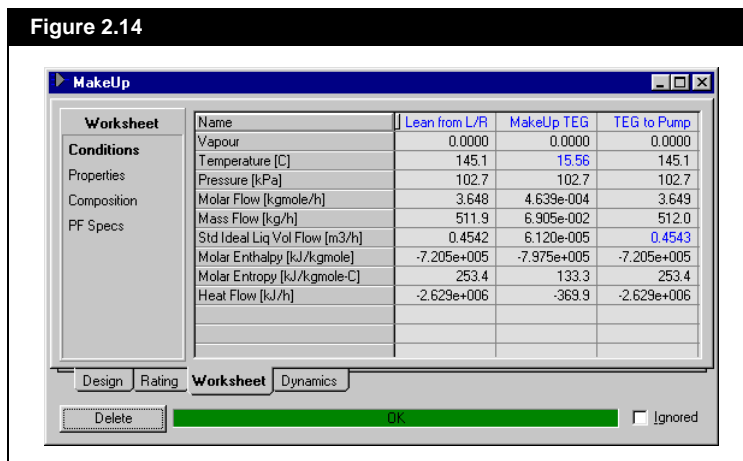 Figure 2.14
MakeUp
Worksheet
Conditions
Properties
Composition
PF Specs
Name Lean from L/R MakeUp TEG TEG to Pump
Vapour 0.0000 0.0000 0.0000
Temperature [C] 145.1 15.56 145.1
Pressure [kPa] 102.7 102.7 102.7
Molar Flow [kgmole/h] 3.648 4.639e-004 3.649
Mass Flow [kg/h] 511.9 6.905e-002 512.0
Std Ideal Liq Vol Flow [m3/h] 0.4542 6.120e-005 0.4543
Molar Enthalpy [kJ/kgmole] -7.205e+005 -7.975e+005 -7.205e+005
Molar Entropy [kJ/kgmole-C] 253.4 133.3 253.4
Heat Flow [kJ/h] -2.629e+006 -369.9 -2.629e+006
Design Rating Worksheet Dynamics
Delete OK Ignored